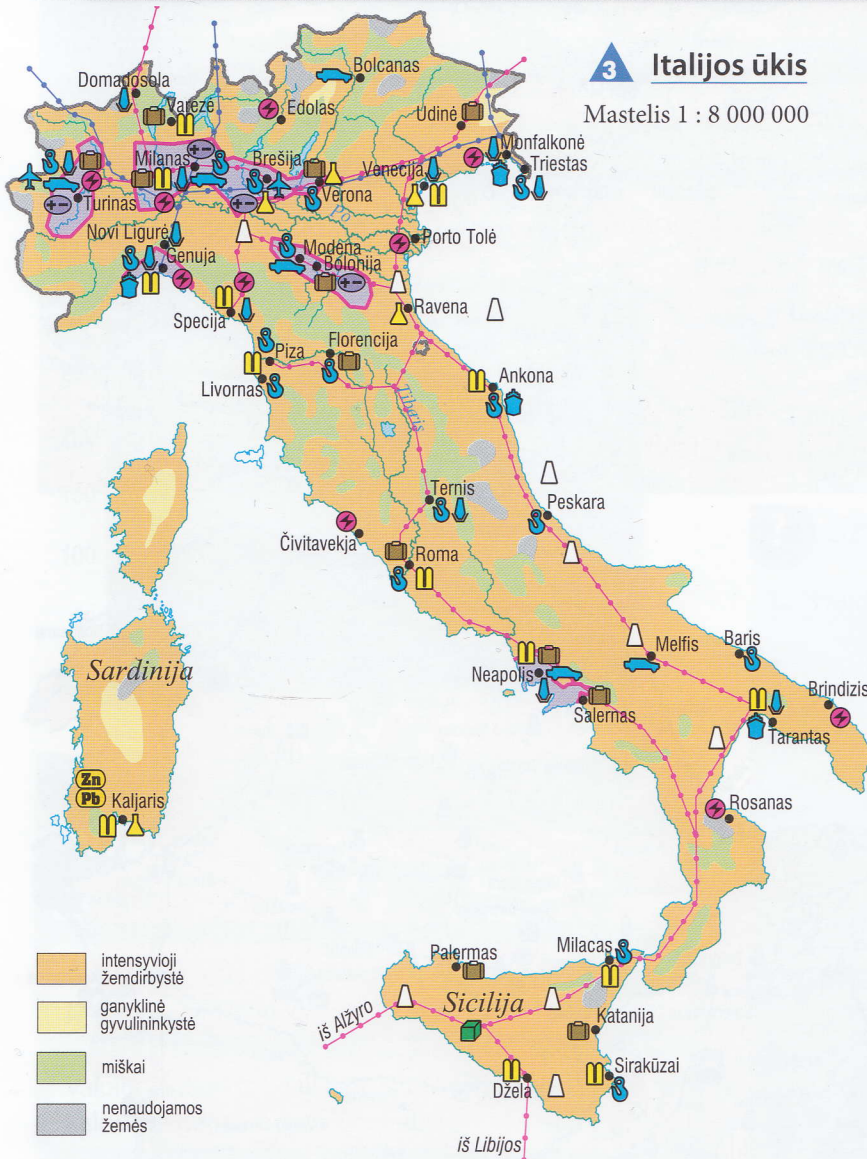 3 Italijos ūkis
Mastelis 1 : 8 000 000
Domadosola
Varezė
Edolas
Bolcanas
Udinė
Monfalkonė
Triestas
Milanas
Brešija
Verona
Venecija
Turinas
Po
Novi Ligurė
Genuja
Modena
Bolonija
Porto Tolė
Specija
Ravena
Piza
Florencija
Livornas
Ankona
Tibris
Ternis
Peskara
Čivitavekja
Roma
Sardinija
Neapolis
Melfis
Baris
Salernas
Brindizis
Tarantas
Zn
Pb
Kaljaris
Rosanas
Palermas
Milacas
Sicilija
Katanija
iš Alžyro
Džela
Sirakūzai
iš Libijos
intensyvioji
žemdirbystė
ganyklinė
gyvulininkystė
miškai
nenaudojamos
žemės